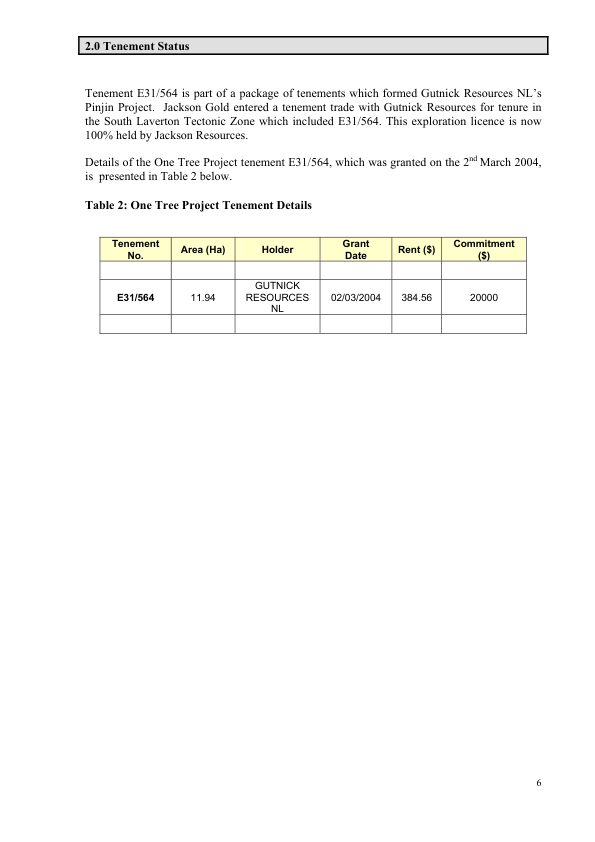 2.0 Tenement Status
Tenement E31/564 is part of a package of tenements which formed Gutnick Resources NL's
Pinjin Project.  Jackson Gold entered a tenement trade with Gutnick Resources for tenure in
the South Laverton Tectonic Zone which included E31/564. This exploration licence is now
100% held by Jackson Resources.
Details of the One Tree Project tenement E31/564, which was granted on the 2nd March 2004,
is  presented in Table 2 below.
Table 2: One Tree Project Tenement Details
Tenement No. Area (Ha) Holder Grant Date Rent ($) Commitment ($)
E31/564 11.94 GUTNICK RESOURCES NL 02/03/2004 384.56 20000
6